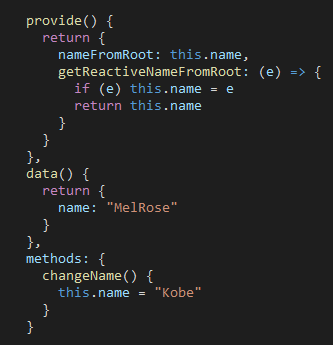 provide() {
  return {
    nameFromRoot: this.name,
    getReactiveNameFromRoot: (e) => {
      if (e) this.name = e
      return this.name
    }
  }
},
data() {
  return {
    name: "MelRose"
  }
},
methods: {
  changeName() {
    this.name = "Kobe"
  }
}